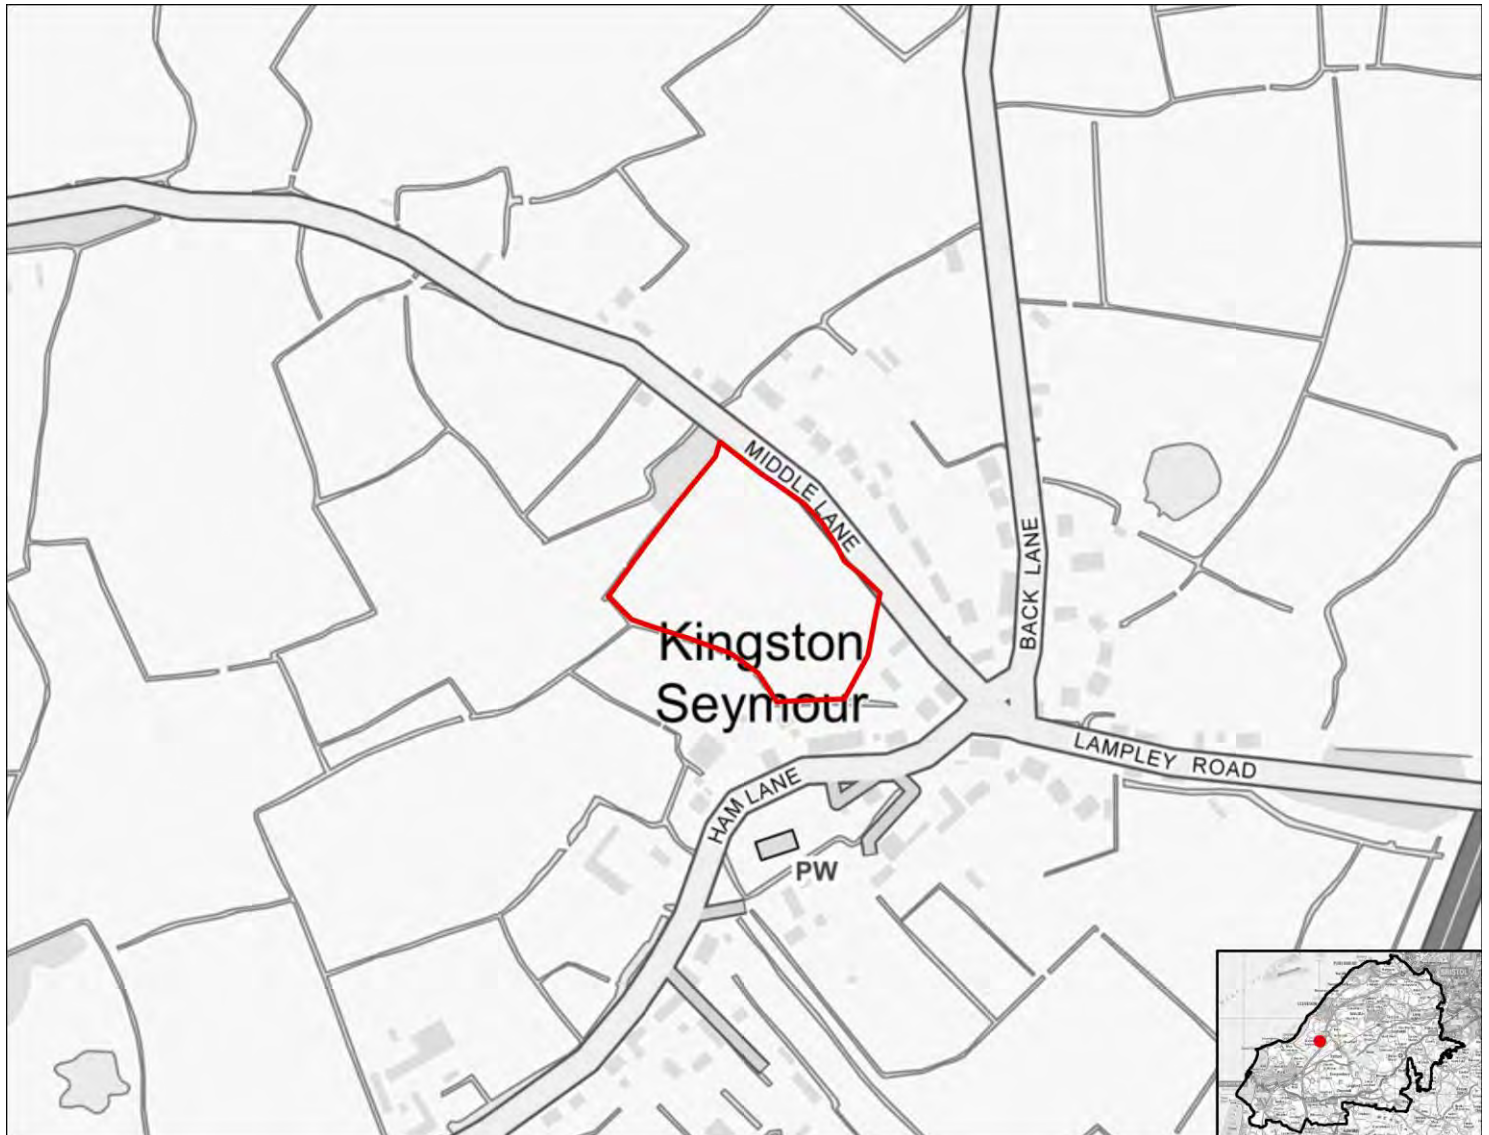 MIDDLE LANE
BACK LANE
Kingston
Seymour
LAMPLEY ROAD
HAM LANE
PW
BRISTOL